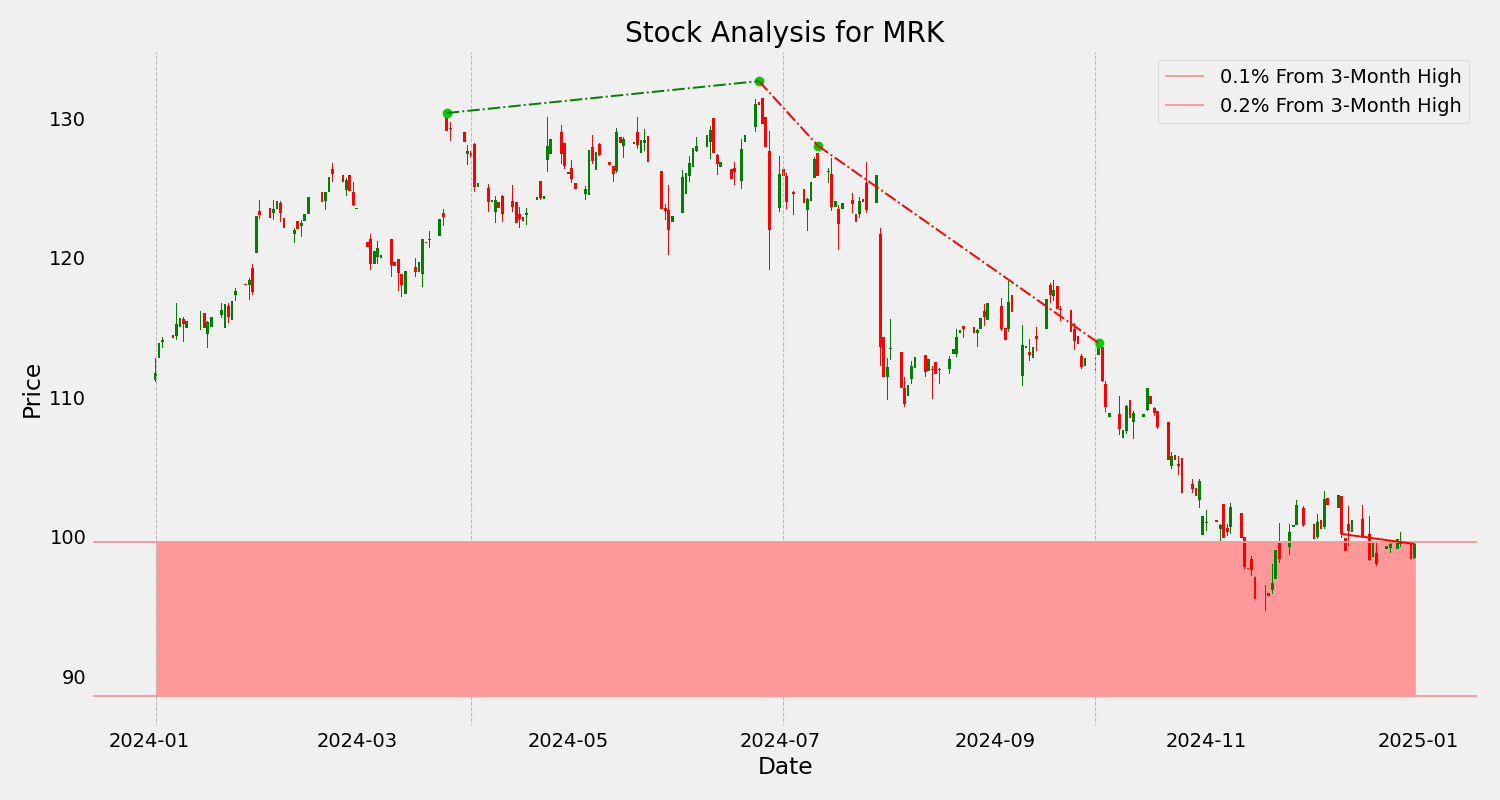 Stock Analysis for MRK
0.1% From 3-Month High
0.2% From 3-Month High
130
120
110
100
90
Price
2024-01
2024-03
2024-05
2024-07
2024-09
2024-11
2025-01
Date